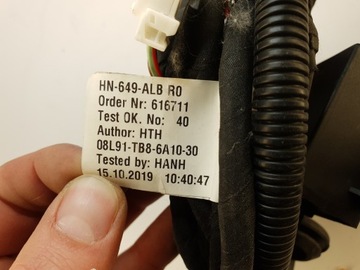 HN-649-ALB R0
Order Nr: 616711
Test OK. No: 40
Author: HTH
08L91-TB8-6A10-30
Tested by: HANH
15.10.2019 10:40:47